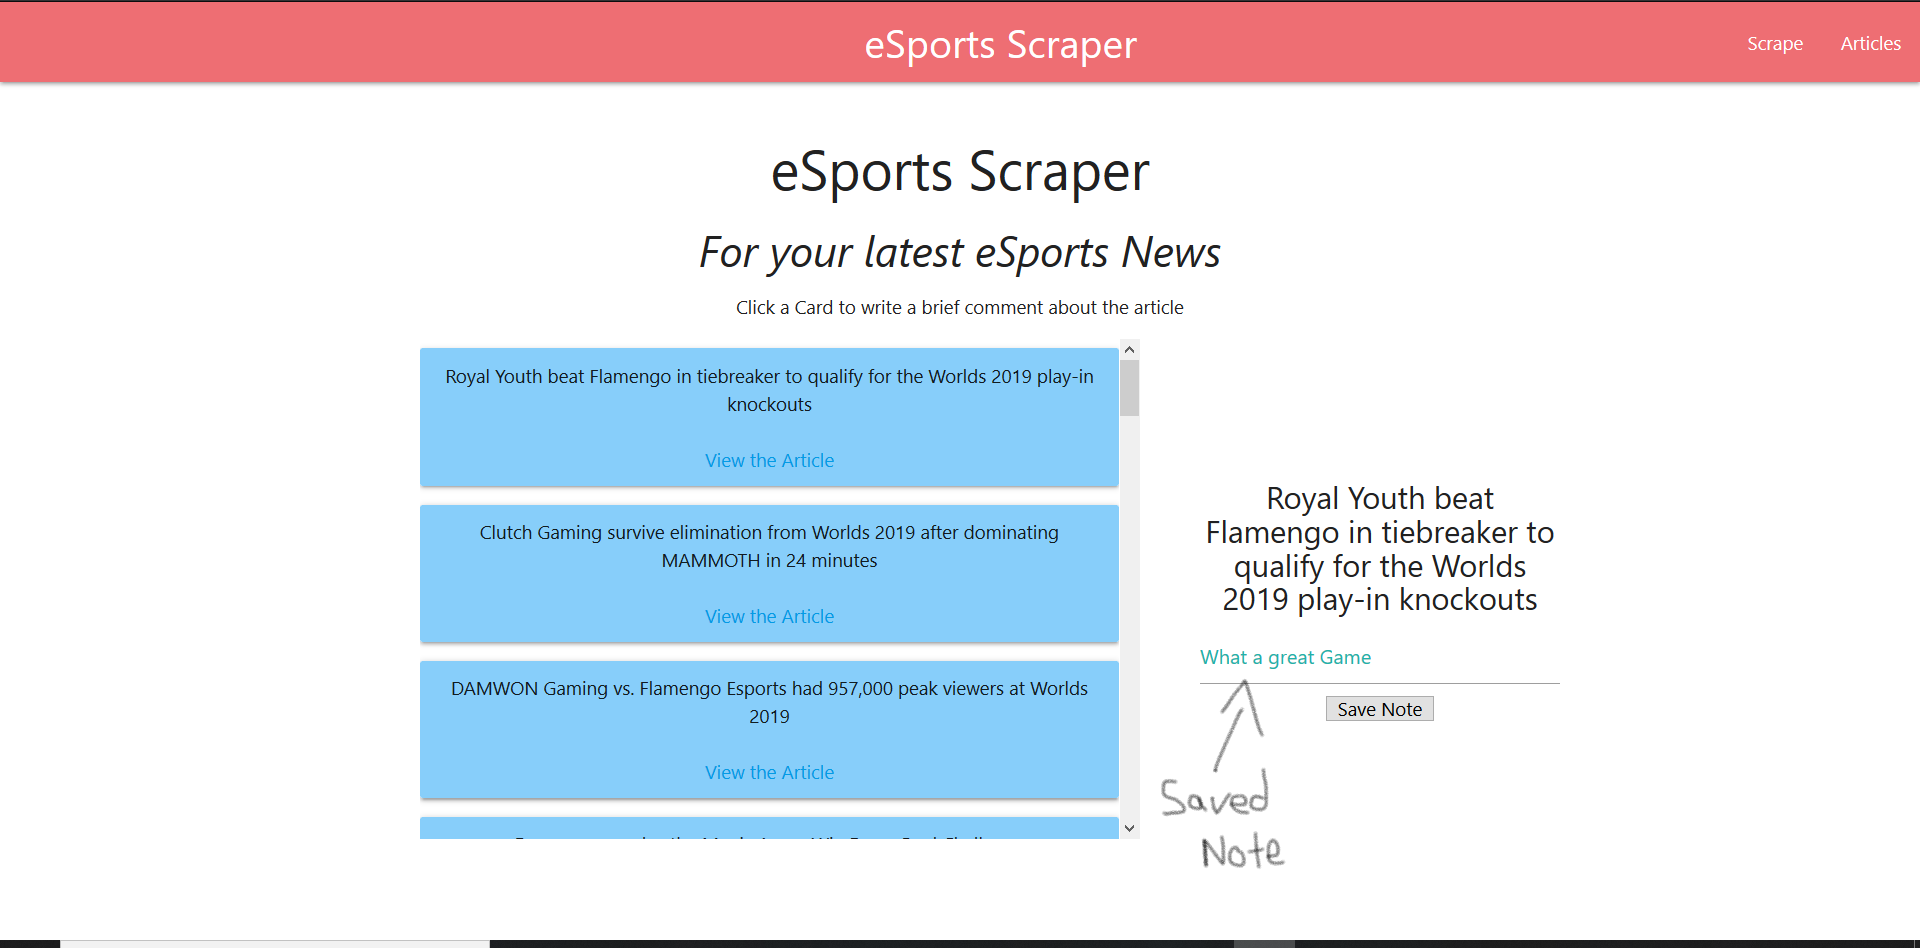 eSports Scraper
Scrape
Articles
eSports Scraper
For your latest eSports News
Click a Card to write a brief comment about the article
Royal Youth beat Flamengo in tiebreaker to qualify for the Worlds 2019 play-in
knockouts
View the Article
Clutch Gaming survive elimination from Worlds 2019 after dominating
MAMMOTH in 24 minutes
View the Article
DAMWON Gaming vs. Flamengo Esports had 957,000 peak viewers at Worlds
2019
View the Article
Royal Youth beat
Flamengo in tiebreaker to
qualify for the Worlds
2019 play-in knockouts
What a great Game
Save Note
Saved
Note